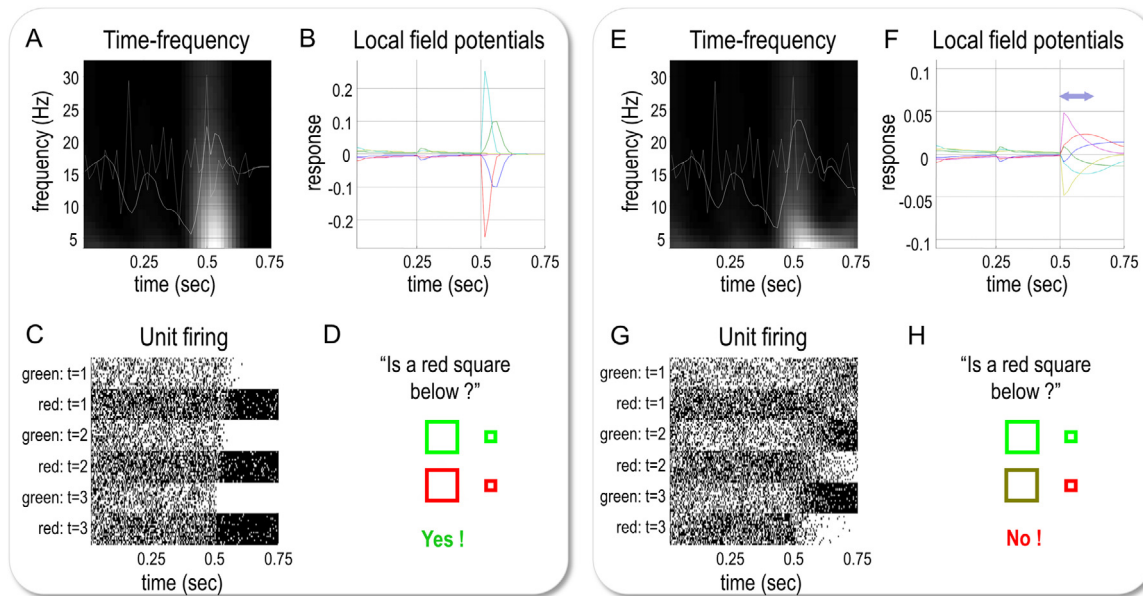 A Time-frequency
frequency (Hz)
30
25
20
15
10
5
0.25 0.5 0.75
time (sec)
B Local field potentials
response
0.2
0.1
0
-0.1
-0.2
0.25 0.5 0.75
time (sec)
C Unit firing
green: t=1
red: t=1
green: t=2
red: t=2
green: t=3
red: t=3
0.25 0.5 0.75
time (sec)
D
“Is a red square
below ?”
Yes !
E Time-frequency
frequency (Hz)
30
25
20
15
10
5
0.25 0.5 0.75
time (sec)
F Local field potentials
response
0.1
0.05
0
-0.05
-0.1
0.25 0.5 0.75
time (sec)
G Unit firing
green: t=1
red: t=1
green: t=2
red: t=2
green: t=3
red: t=3
0.25 0.5 0.75
time (sec)
H
“Is a red square
below ?”
No !